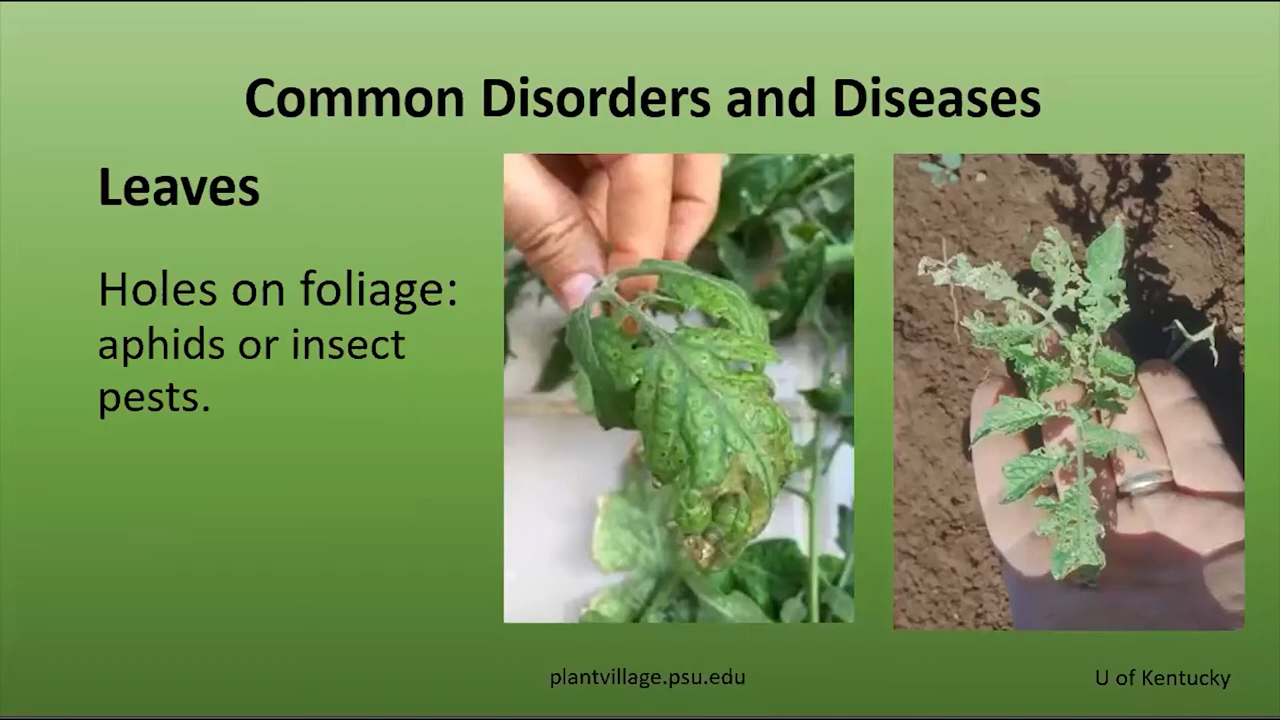 Common Disorders and Diseases
Leaves
Holes on foliage:
aphids or insect
pests.
plantvillage.psu.edu
U of Kentucky